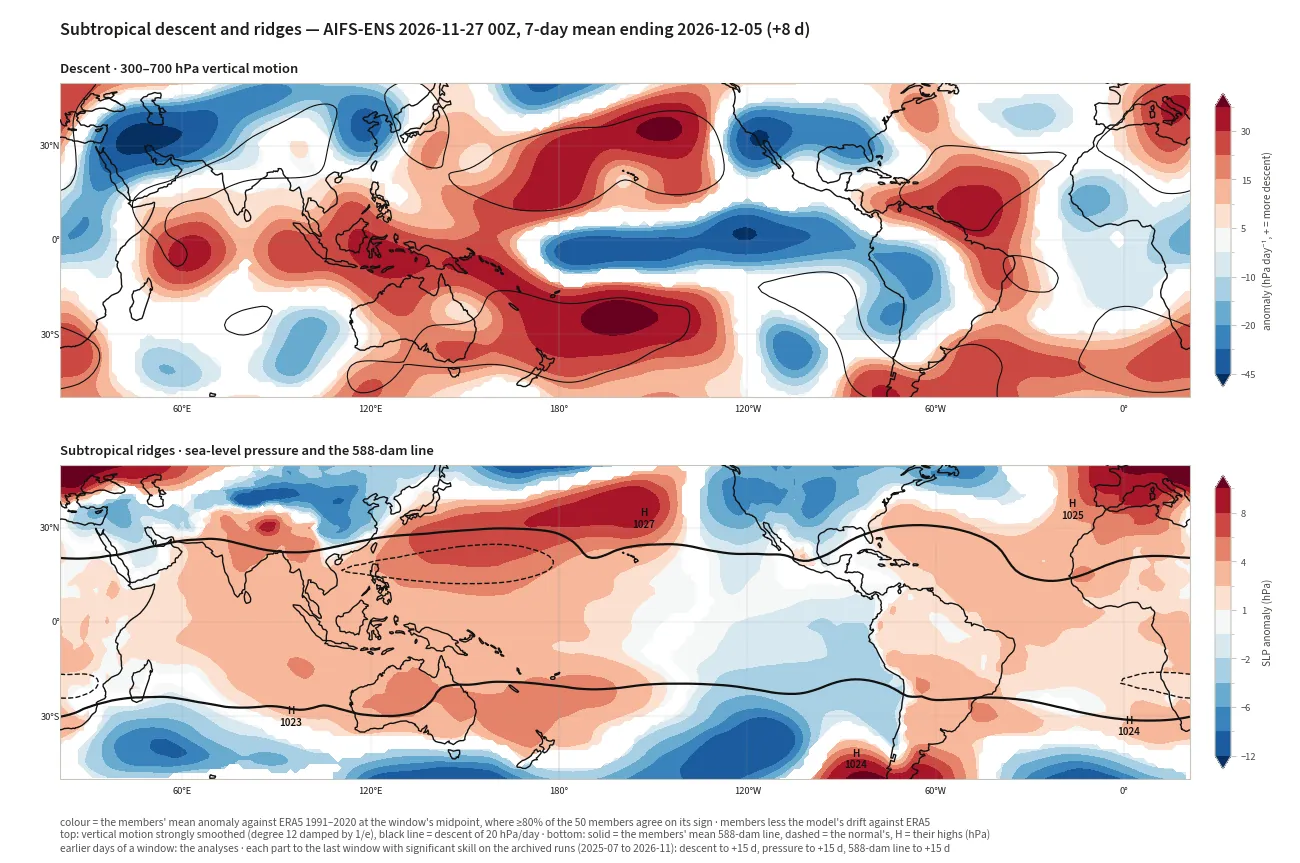 Subtropical descent and ridges — AIFS-ENS 2026-11-27 00Z, 7-day mean ending 2026-12-05 (+8 d)
Descent · 300–700 hPa vertical motion
30°N
0°
30°S
60°E
120°E
180°
120°W
60°W
0°
30
15
5
−10
−20
−45
anomaly (hPa day⁻¹, + = more descent)
Subtropical ridges · sea-level pressure and the 588-dam line
H
1027
H
1025
H
1023
H
1024
H
1024
30°N
0°
30°S
60°E
120°E
180°
120°W
60°W
0°
8
4
1
−2
−6
−12
SLP anomaly (hPa)
colour = the members' mean anomaly against ERA5 1991–2020 at the window's midpoint, where ≥80% of the 50 members agree on its sign · members less the model's drift against ERA5
top: vertical motion strongly smoothed (degree 12 damped by 1/e), black line = descent of 20 hPa/day · bottom: solid = the members' mean 588-dam line, dashed = the normal's, H = their highs (hPa)
earlier days of a window: the analyses · each part to the last window with significant skill on the archived runs (2025-07 to 2026-11): descent to +15 d, pressure to +15 d, 588-dam line to +15 d